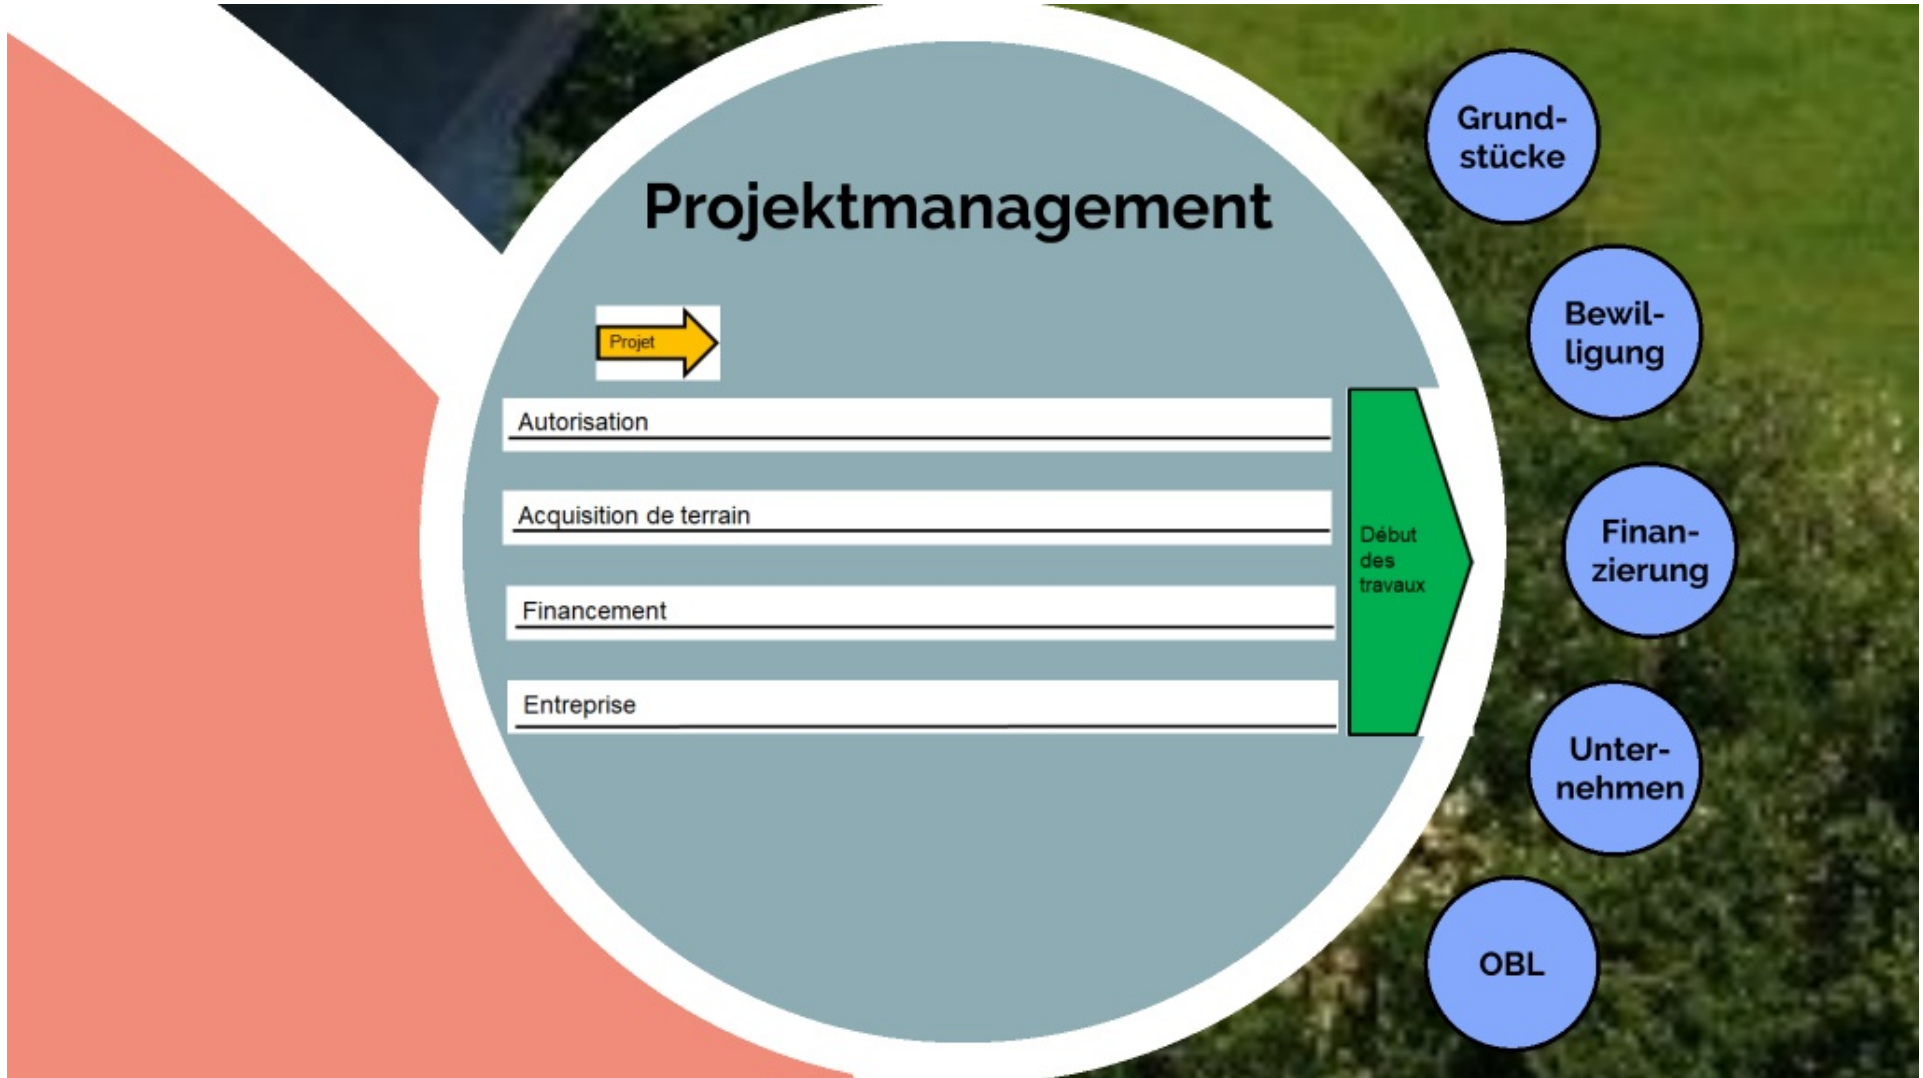 Projektmanagement
Projet
Autorisation
Acquisition de terrain
Financement
Entreprise
Début
des
travaux
Grund-
stücke
Bewil-
ligung
Finan-
zierung
Unter-
nehmen
OBL